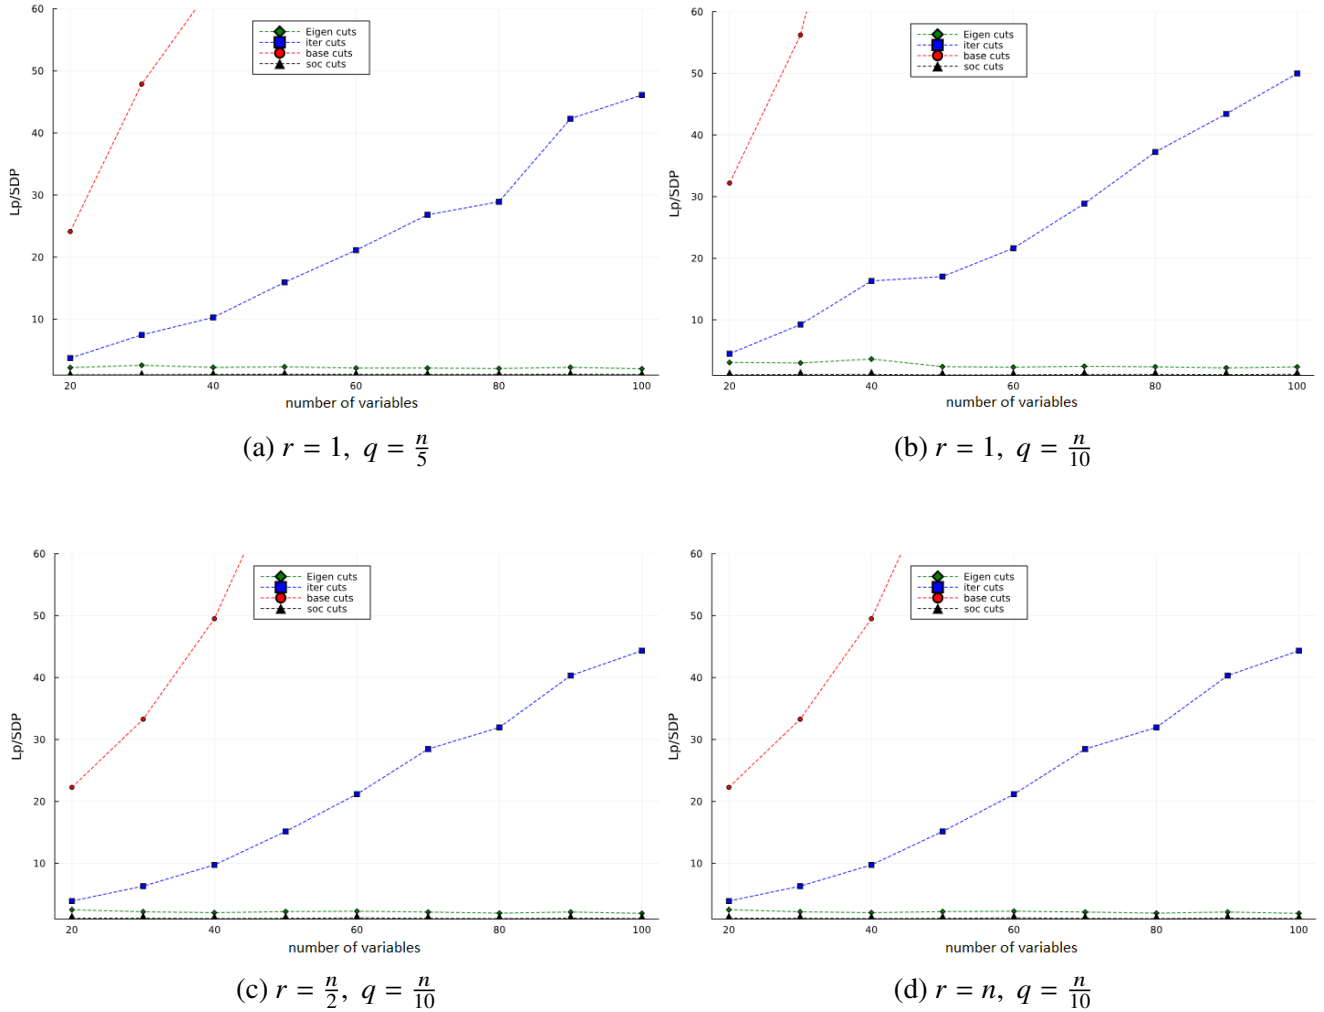 60
50
40
30
20
10
Lp/SDP
Eigen cuts
iter cuts
base cuts
soc cuts
20 40 60 80 100
number of variables
(a) r = 1, q = n/5
60
50
40
30
20
10
Lp/SDP
Eigen cuts
iter cuts
base cuts
soc cuts
20 40 60 80 100
number of variables
(b) r = 1, q = n/10
60
50
40
30
20
10
Lp/SDP
Eigen cuts
iter cuts
base cuts
soc cuts
20 40 60 80 100
number of variables
(c) r = n/2, q = n/10
60
50
40
30
20
10
Lp/SDP
Eigen cuts
iter cuts
base cuts
soc cuts
20 40 60 80 100
number of variables
(d) r = n, q = n/10